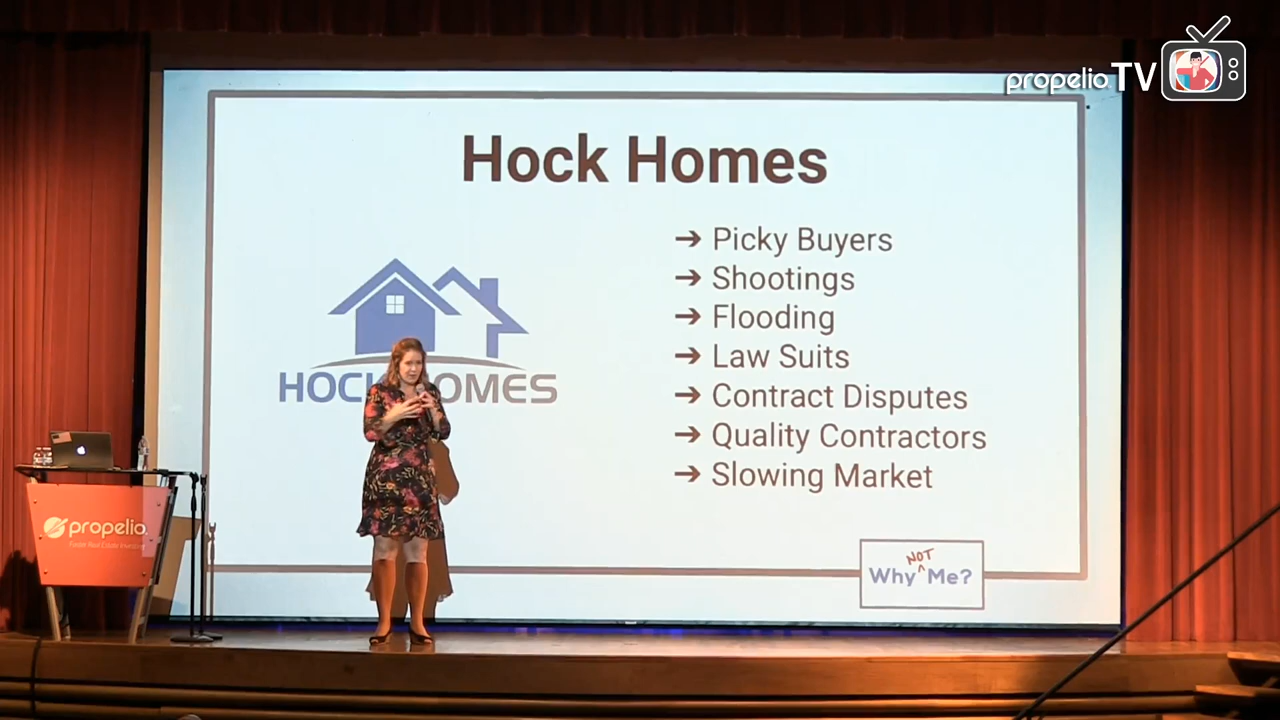 propelio. TV
Hock Homes
→ Picky Buyers
→ Shootings
→ Flooding
→ Law Suits
→ Contract Disputes
→ Quality Contractors
→ Slowing Market
HOCK HOMES
propelio.
NOT
Why ^ Me?